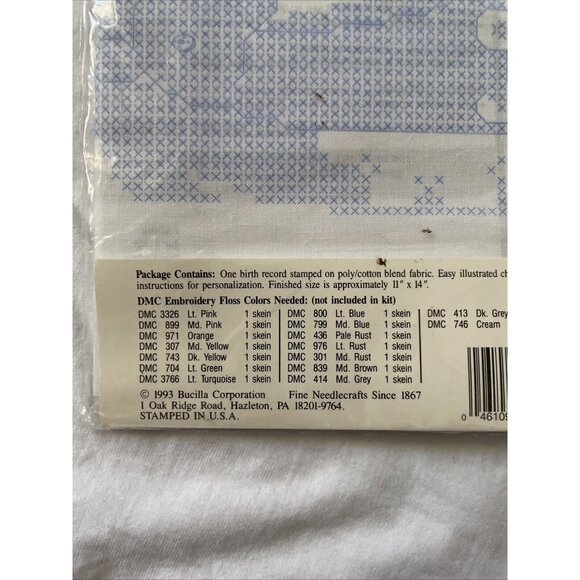 Package Contains: One birth record stamped on poly/cotton blend fabric. Easy illustrated
instructions for personalization. Finished size is approximately 11" x 14".
DMC Embroidery Floss Colors Needed: (not included in kit)
DMC 3326 Lt. Pink 1 skein
DMC 899 Md. Pink 1 skein
DMC 971 Orange 1 skein
DMC 307 Md. Yellow 1 skein
DMC 743 Dk. Yellow 1 skein
DMC 704 Lt. Green 1 skein
DMC 3766 Lt. Turquoise 1 skein
DMC 800 Lt. Blue 1 skein
DMC 799 Md. Blue 1 skein
DMC 436 Pale Rust 1 skein
DMC 976 Lt. Rust 1 skein
DMC 301 Md. Rust 1 skein
DMC 839 Md. Brown 1 skein
DMC 414 Md. Grey 1 skein
DMC 413 Dk. Grey
DMC 746 Cream
© 1993 Bucilla Corporation Fine Needlecrafts Since 1867
1 Oak Ridge Road, Hazleton, PA 18201-9764.
STAMPED IN U.S.A.
0 46109